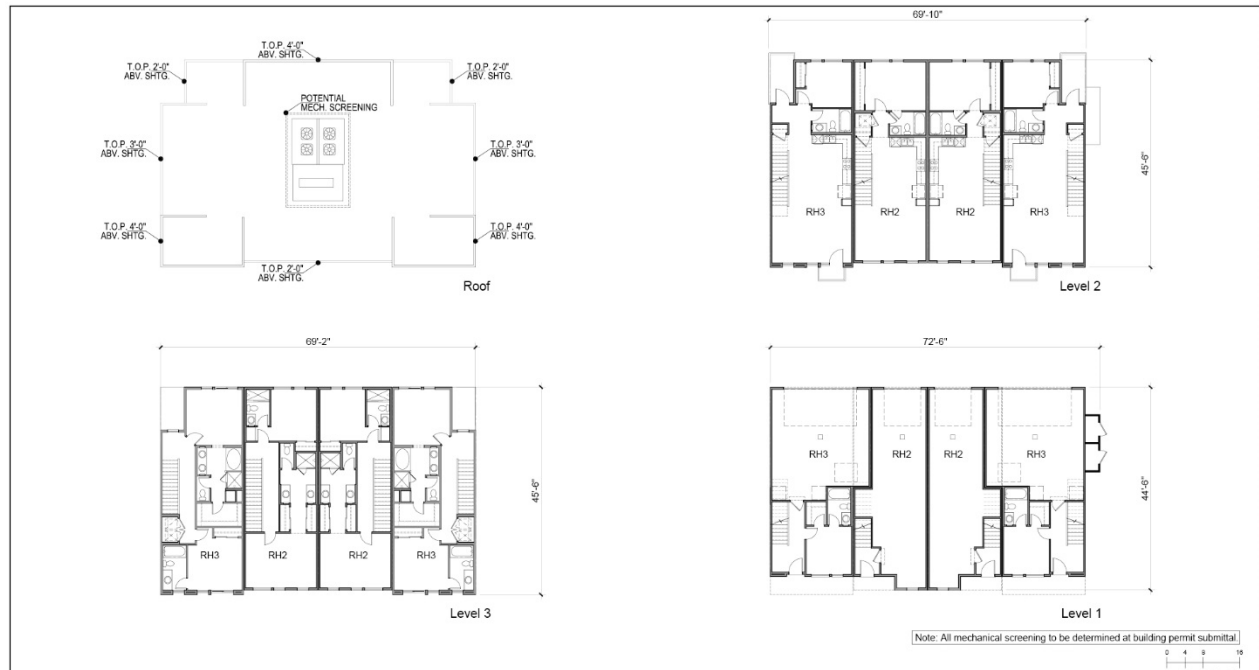 T.O.P. 4'-0"
ABV. SHTG.
T.O.P. 2'-0"
ABV. SHTG.
T.O.P. 2'-0"
ABV. SHTG.
POTENTIAL
MECH. SCREENING
T.O.P. 3'-0"
ABV. SHTG.
T.O.P. 3'-0"
ABV. SHTG.
T.O.P. 4'-0"
ABV. SHTG.
T.O.P. 4'-0"
ABV. SHTG.
T.O.P. 2'-0"
ABV. SHTG.
Roof
69'-10"
45'-6"
RH3
RH2
RH2
RH3
Level 2
69'-2"
45'-6"
RH3
RH2
RH2
RH3
Level 3
72'-6"
44'-6"
RH3
RH2
RH2
RH3
Level 1
Note: All mechanical screening to be determined at building permit submittal.
0 4 8 16